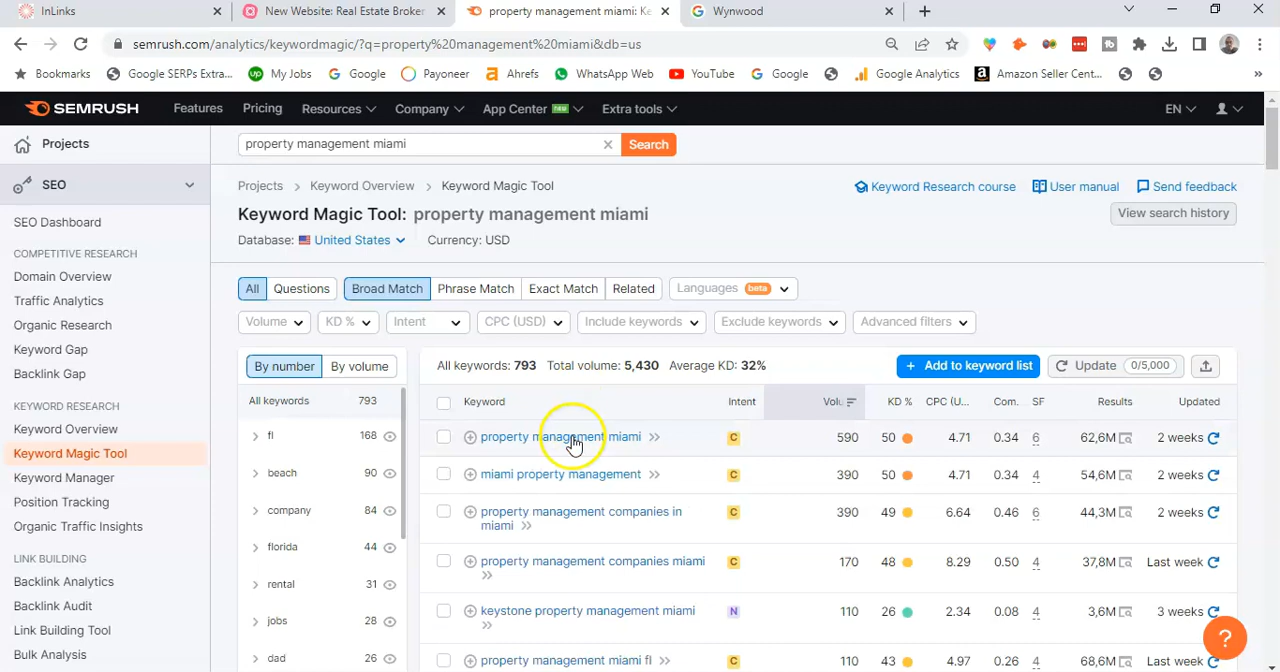 InLinks
New Website: Real Estate Broker
property management miami: Ke
Wynwood
semrush.com/analytics/keywordmagic/?q=property%20management%20miami&db=us
Bookmarks
Google SERPs Extra...
My Jobs
Google
Payoneer
Ahrefs
WhatsApp Web
YouTube
Google
Google Analytics
Amazon Seller Cent...
SEMRUSH
Features
Pricing
Resources
Company
App Center new
Extra tools
EN
Projects
SEO
SEO Dashboard
COMPETITIVE RESEARCH
Domain Overview
Traffic Analytics
Organic Research
Keyword Gap
Backlink Gap
KEYWORD RESEARCH
Keyword Overview
Keyword Magic Tool
Keyword Manager
Position Tracking
Organic Traffic Insights
LINK BUILDING
Backlink Analytics
Backlink Audit
Link Building Tool
Bulk Analysis
property management miami
Search
Projects > Keyword Overview > Keyword Magic Tool
Keyword Research course
User manual
Send feedback
Keyword Magic Tool: property management miami
View search history
Database: United States Currency: USD
All Questions Broad Match Phrase Match Exact Match Related Languages beta
Volume KD % Intent CPC (USD) Include keywords Exclude keywords Advanced filters
By number By volume
All keywords 793
fl 168
beach 90
company 84
florida 44
rental 31
jobs 28
dad 26
All keywords: 793 Total volume: 5,430 Average KD: 32%
+ Add to keyword list
Update 0/5,000
Keyword Intent Volu KD % CPC (U... Com. SF Results Updated
property management miami C 590 50 4.71 0.34 6 62,6M 2 weeks
miami property management C 390 50 4.71 0.34 4 54,6M 2 weeks
property management companies in
miami C 390 49 6.64 0.46 6 44,3M 2 weeks
property management companies miami C 170 48 8.29 0.50 4 37,8M Last week
keystone property management miami N 110 26 2.34 0.08 4 3,6M 3 weeks
property management miami fl C 110 43 4.97 0.26 4 68,6M Last week
?